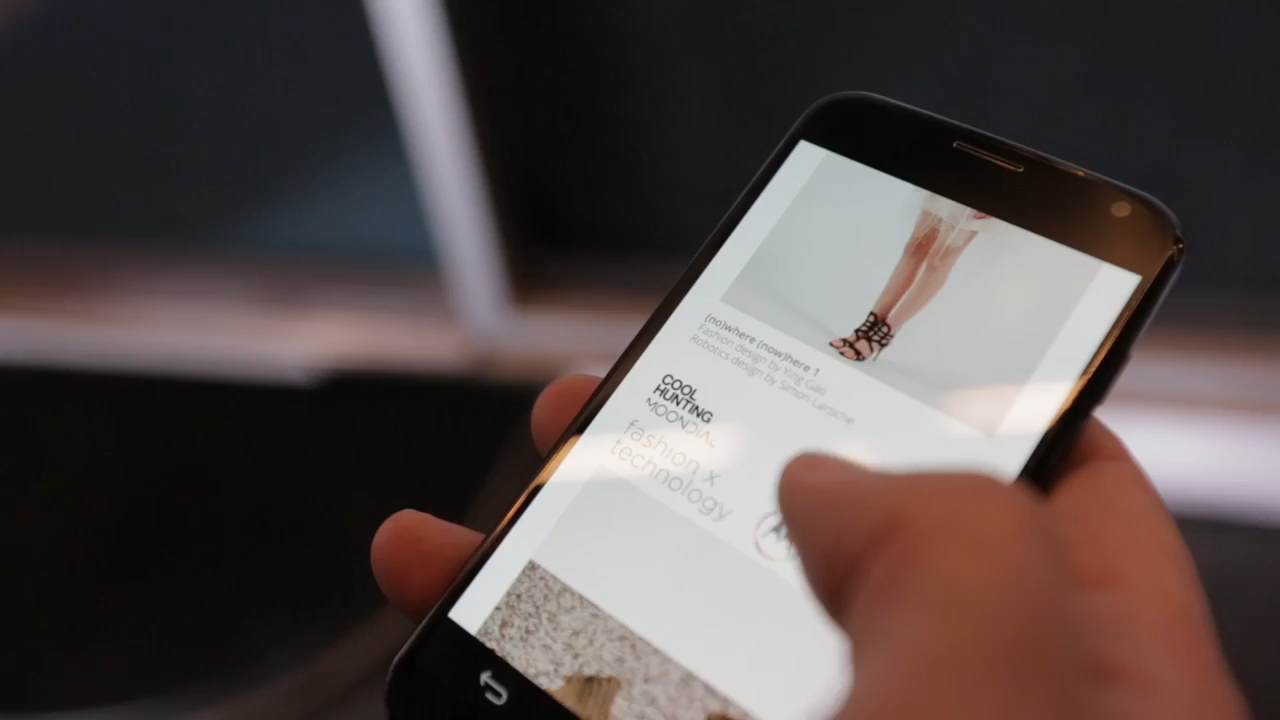 (no)where (now)here 1
Fashion design by Ying Gao
Robotics design by Simon Laroche
COOL
HUNTING
MOONDIAL
fashion x
technology